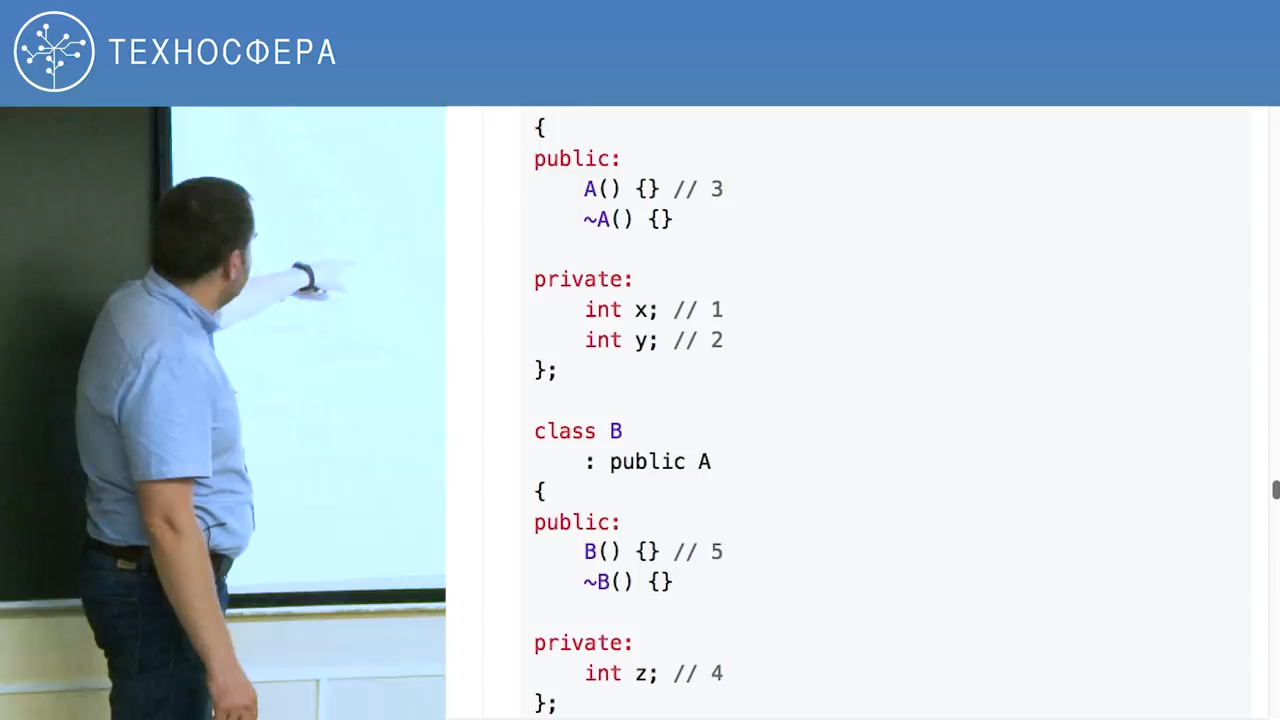 ТЕХНОСФЕРА
{
public:
    A() {} // 3
    ~A() {}
private:
    int x; // 1
    int y; // 2
};
class B
    : public A
{
public:
    B() {} // 5
    ~B() {}
private:
    int z; // 4
};